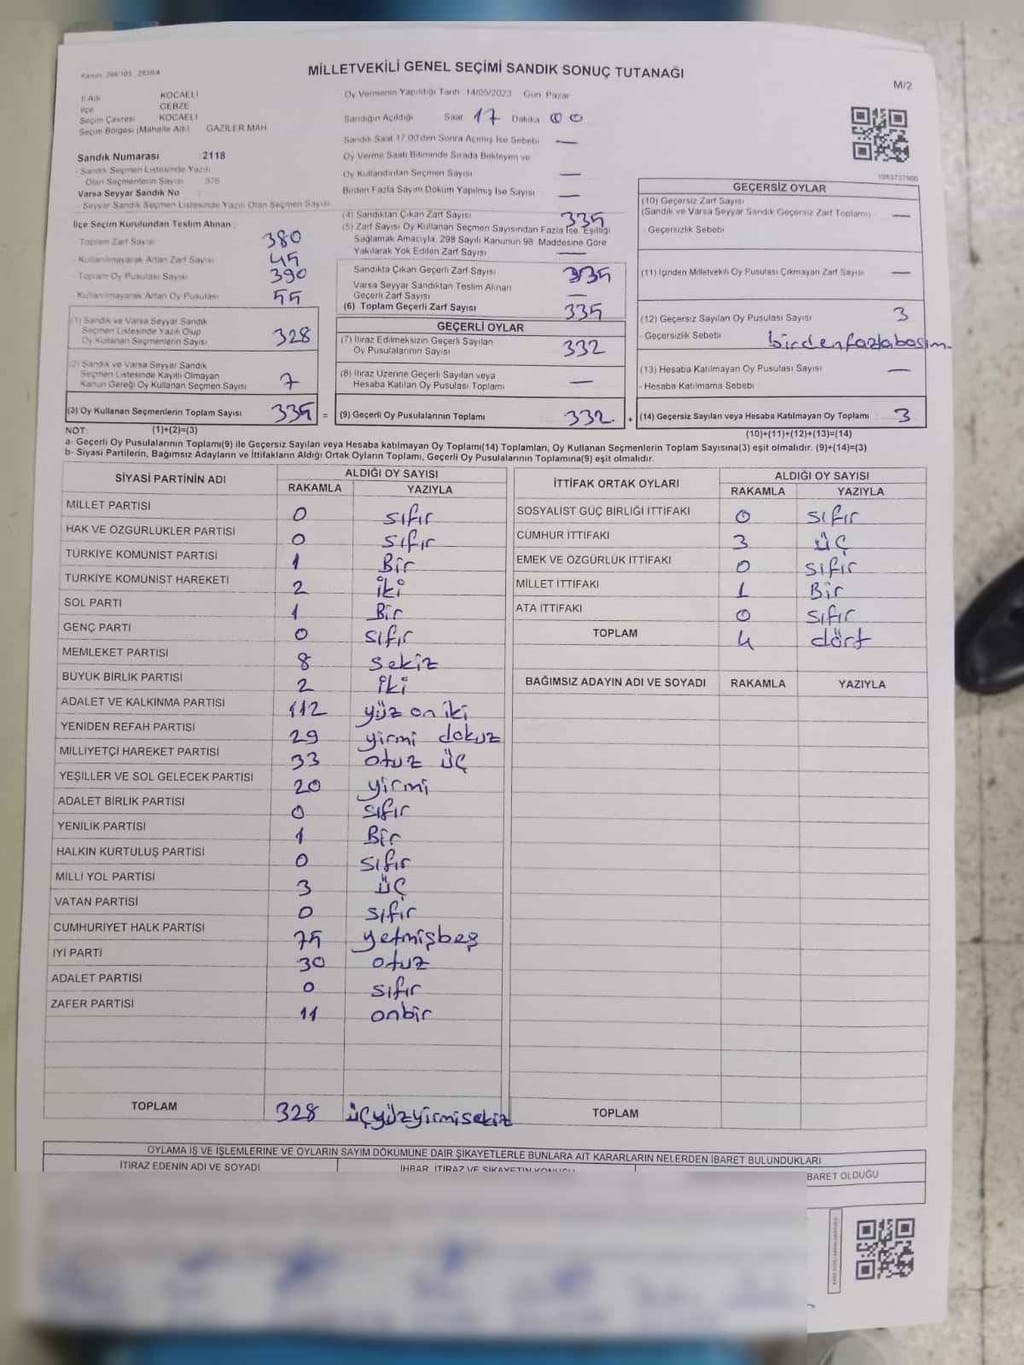 MİLLETVEKİLİ GENEL SEÇİMİ SANDIK SONUÇ TUTANAĞI
M/2
İl Adı KOCAELİ
İlçe GEBZE
Seçim Çevresi KOCAELİ
Seçim Bölgesi (Mahalle Adı) GAZİLER MAH
Oy Vermenin Yapıldığı Tarih 14/05/2023 Gün Pazar
Sandığın Açıldığı Saat 17 Dakika 00
Sandık Saat 17.00'den Sonra Açılmış İse Sebebi —
Oy Verme Saati Bitiminde Sırada Bekleyen ve
Oy Kullandırılan Seçmen Sayısı —
Birden Fazla Sayım Döküm Yapılmış İse Sayısı —
Sandık Numarası : 2118
- Sandık Seçmen Listesinde Yazılı
Olan Seçmenlerin Sayısı 376
Varsa Seyyar Sandık No
- Seyyar Sandık Seçmen Listesinde Yazılı Olan Seçmen Sayısı
İlçe Seçim Kurulundan Teslim Alınan ;
- Toplam Zarf Sayısı 380
- Kullanılmayarak Artan Zarf Sayısı 45
- Toplam Oy Pusulası Sayısı 390
- Kullanılmayarak Artan Oy Pusulası 55
(1) Sandık ve Varsa Seyyar Sandık
Seçmen Listesinde Yazılı Olup
Oy Kullanan Seçmenlerin Sayısı 328
(2) Sandık ve Varsa Seyyar Sandık
Seçmen Listesinde Kayıtlı Olmayan
Kanun Gereği Oy Kullanan Seçmen Sayısı 7
(3) Oy Kullanan Seçmenlerin Toplam Sayısı 335 =
(4) Sandıktan Çıkan Zarf Sayısı 335
(5) Zarf Sayısı Oy Kullanan Seçmen Sayısından Fazla İse, Eşitliği
Sağlamak Amacıyla, 298 Sayılı Kanunun 98. Maddesine Göre
Yakılarak Yok Edilen Zarf Sayısı —
Sandıkta Çıkan Geçerli Zarf Sayısı 335
Varsa Seyyar Sandıktan Teslim Alınan
Geçerli Zarf Sayısı —
(6) Toplam Geçerli Zarf Sayısı 335
GEÇERLİ OYLAR
(7) İtiraz Edilmeksizin Geçerli Sayılan
Oy Pusulalarının Sayısı 332
(8) İtiraz Üzerine Geçerli Sayılan veya
Hesaba Katılan Oy Pusulası Toplamı —
(9) Geçerli Oy Pusulalarının Toplamı 332 +
GEÇERSİZ OYLAR
(10) Geçersiz Zarf Sayısı
(Sandık ve Varsa Seyyar Sandık Geçersiz Zarf Toplamı) —
- Geçersizlik Sebebi
(11) İçinden Milletvekili Oy Pusulası Çıkmayan Zarf Sayısı —
(12) Geçersiz Sayılan Oy Pusulası Sayısı 3
- Geçersizlik Sebebi birden fazla basım
(13) Hesaba Katılmayan Oy Pusulası Sayısı —
- Hesaba Katılmama Sebebi
(14) Geçersiz Sayılan veya Hesaba Katılmayan Oy Toplamı 3
NOT: (1)+(2)=(3) (10)+(11)+(12)+(13)=(14)
a- Geçerli Oy Pusulalarının Toplamı(9) ile Geçersiz Sayılan veya Hesaba katılmayan Oy Toplamı(14) Toplamları, Oy Kullanan Seçmenlerin Toplam Sayısına(3) eşit olmalıdır. (9)+(14)=(3)
b- Siyasi Partilerin, Bağımsız Adayların ve İttifakların Aldığı Ortak Oyların Toplamı, Geçerli Oy Pusulalarının Toplamına(9) eşit olmalıdır.
SİYASİ PARTİNİN ADI ALDIĞI OY SAYISI
RAKAMLA YAZIYLA
MİLLET PARTİSİ 0 sıfır
HAK VE ÖZGÜRLÜKLER PARTİSİ 0 sıfır
TÜRKİYE KOMÜNİST PARTİSİ 1 Bir
TÜRKİYE KOMÜNİST HAREKETİ 2 iki
SOL PARTİ 1 Bir
GENÇ PARTİ 0 sıfır
MEMLEKET PARTİSİ 8 sekiz
BÜYÜK BİRLİK PARTİSİ 2 iki
ADALET VE KALKINMA PARTİSİ 112 yüz on iki
YENİDEN REFAH PARTİSİ 29 yirmi dokuz
MİLLİYETÇİ HAREKET PARTİSİ 33 otuz üç
YEŞİLLER VE SOL GELECEK PARTİSİ 20 yirmi
ADALET BİRLİK PARTİSİ 0 sıfır
YENİLİK PARTİSİ 1 Bir
HALKIN KURTULUŞ PARTİSİ 0 sıfır
MİLLİ YOL PARTİSİ 3 üç
VATAN PARTİSİ 0 sıfır
CUMHURİYET HALK PARTİSİ 75 yetmişbeş
İYİ PARTİ 30 otuz
ADALET PARTİSİ 0 sıfır
ZAFER PARTİSİ 11 onbir
TOPLAM 328 üçyüzyirmisekiz
İTTİFAK ORTAK OYLARI ALDIĞI OY SAYISI
RAKAMLA YAZIYLA
SOSYALİST GÜÇ BİRLİĞİ İTTİFAKI 0 sıfır
CUMHUR İTTİFAKI 3 üç
EMEK VE ÖZGÜRLÜK İTTİFAKI 0 sıfır
MİLLET İTTİFAKI 1 Bir
ATA İTTİFAKI 0 sıfır
TOPLAM 4 dört
BAĞIMSIZ ADAYIN ADI VE SOYADI RAKAMLA YAZIYLA
TOPLAM
OYLAMA İŞ VE İŞLEMLERİNE VE OYLARIN SAYIM DÖKÜMÜNE DAİR ŞİKAYETLERLE BUNLARA AİT KARARLARIN NELERDEN İBARET BULUNDUKLARI
İTİRAZ EDENİN ADI VE SOYADI İHBAR, İTİRAZ VE ŞİKAYETİN KONUSU BARET OLDUĞU